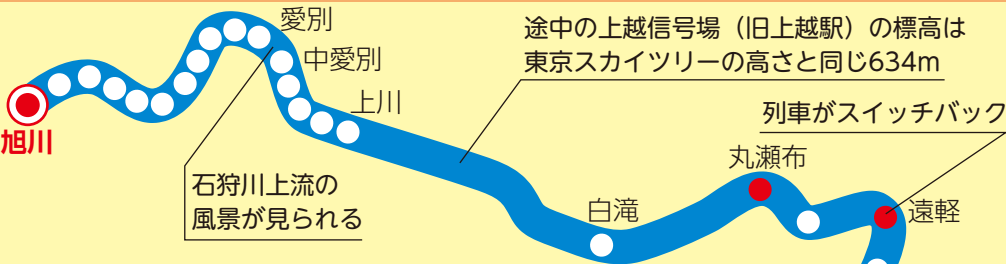 愛別
中愛別
上川
旭川
石狩川上流の
風景が見られる
途中の上越信号場（旧上越駅）の標高は
東京スカイツリーの高さと同じ634m
列車がスイッチバック
丸瀬布
白滝
遠軽